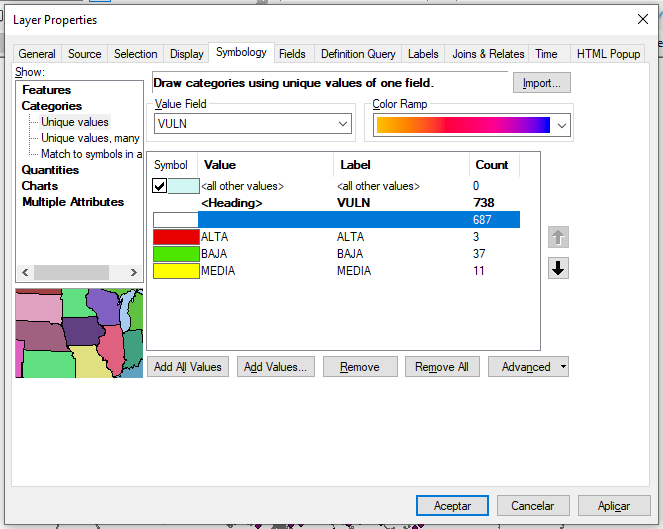 Layer Properties
General Source Selection Display Symbology Fields Definition Query Labels Joins & Relates Time HTML Popup
Show:
Features
Categories
Unique values
Unique values, many
Match to symbols in a
Quantities
Charts
Multiple Attributes
Draw categories using unique values of one field.
Import...
Value Field
VULN
Color Ramp
Symbol Value Label Count
<all other values> <all other values> 0
<Heading> VULN 738
687
ALTA ALTA 3
BAJA BAJA 37
MEDIA MEDIA 11
Add All Values Add Values... Remove Remove All Advanced
Aceptar Cancelar Aplicar